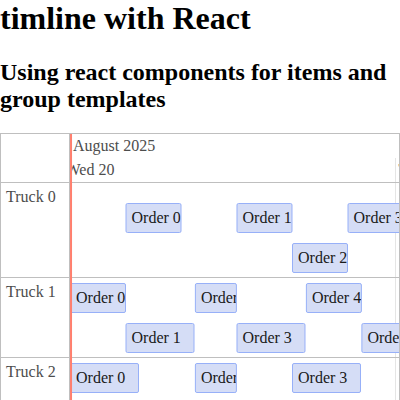 timline with React
Using react components for items and
group templates
August 2025
Wed 20
Truck 0
Order 0 Order 1 Order 3
Order 2
Truck 1
Order 0 Order Order 4
Order 1 Order 3 Orde
Truck 2
Order 0 Order Order 3